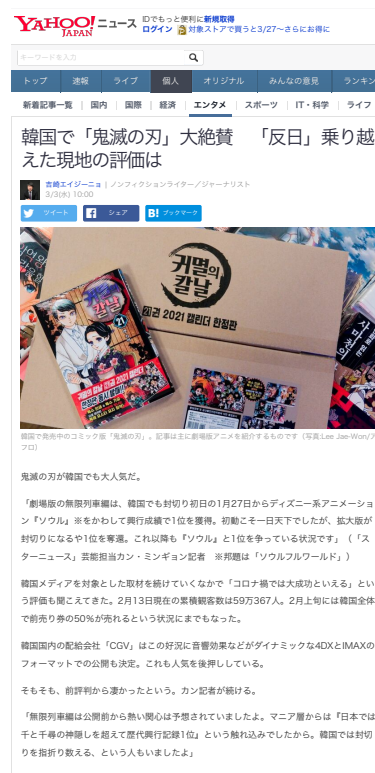 YAHOO! ニュース
JAPAN
IDでもっと便利に新規取得
ログイン 対象ストアで買うと3/27～さらにお得に
キーワードを入力
トップ 速報 ライブ 個人 オリジナル みんなの意見 ランキン
新着記事一覧 国内 国際 経済 エンタメ スポーツ IT・科学 ライフ
韓国で「鬼滅の刃」大絶賛 「反日」乗り越
えた現地の評価は
吉崎エイジーニョ | ノンフィクションライター／ジャーナリスト
3/3(水) 10:00
ツイート シェア B! ブックマーク
귀멸의
칼날
21권 2021 캘린더 한정판
귀멸의
칼날
21
韓国で発売中のコミック版「鬼滅の刃」。記事は主に劇場版アニメを紹介するものです（写真:Lee Jae-Won/ア
フロ）
鬼滅の刃が韓国でも大人気だ。
「劇場版の無限列車編は、韓国でも封切り初日の1月27日からディズニー系アニメーショ
ン『ソウル』※をかわして興行成績で1位を獲得。初動こそ一日天下でしたが、拡大版が
封切りになるや1位を奪還。これ以降も『ソウル』と1位を争っている状況です」（「ス
ターニュース」芸能担当カン・ミンギョン記者　※邦題は「ソウルフルワールド」）
韓国メディアを対象とした取材を続けていくなかで「コロナ禍では大成功といえる」とい
う評価も聞こえてきた。2月13日現在の累積観客数は59万367人。2月上旬には韓国全体
で前売り券の50%が売れるという状況にまでもなった。
韓国国内の配給会社「CGV」はこの好況に音響効果などがダイナミックな4DXとIMAXの
フォーマットでの公開も決定。これも人気を後押ししている。
そもそも、前評判から凄かったという。カン記者が続ける。
「無限列車編は公開前から熱い関心は予想されていましたよ。マニア層からは『日本では
千と千尋の神隠しを超えて歴代興行記録1位』という触れ込みでしたから。韓国では封切
りを指折り数える、という人もいましたよ」